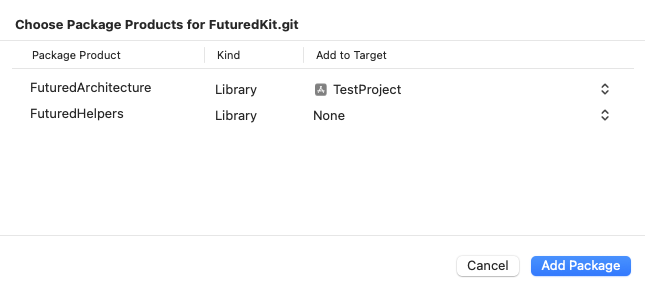 Choose Package Products for FuturedKit.git
Package Product Kind Add to Target
FuturedArchitecture Library TestProject
FuturedHelpers Library None
Cancel Add Package